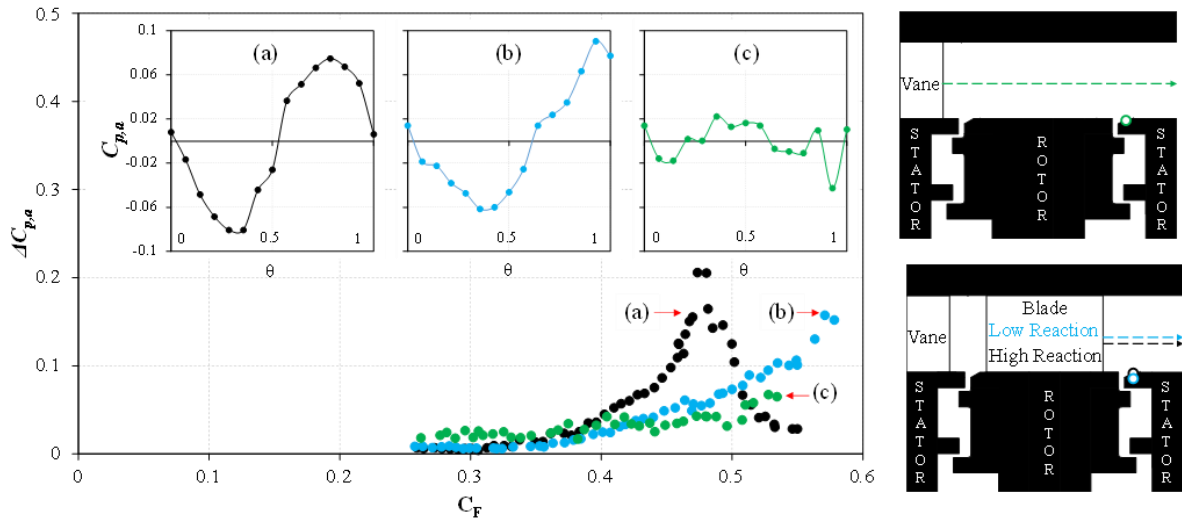 0.5
0.4
0.3
0.2
0.1
0
ΔCp,a
0
0.1
0.2
0.3
0.4
0.5
0.6
CF
0.1
0.06
0.02
-0.02
-0.06
-0.1
Cp,a
(a)
0
0.5
1
θ
(b)
0
0.5
1
θ
(c)
0
0.5
1
θ
(a)
(b)
(c)
Vane
STATOR
ROTOR
STATOR
Vane
Blade
Low Reaction
High Reaction
STATOR
ROTOR
STATOR